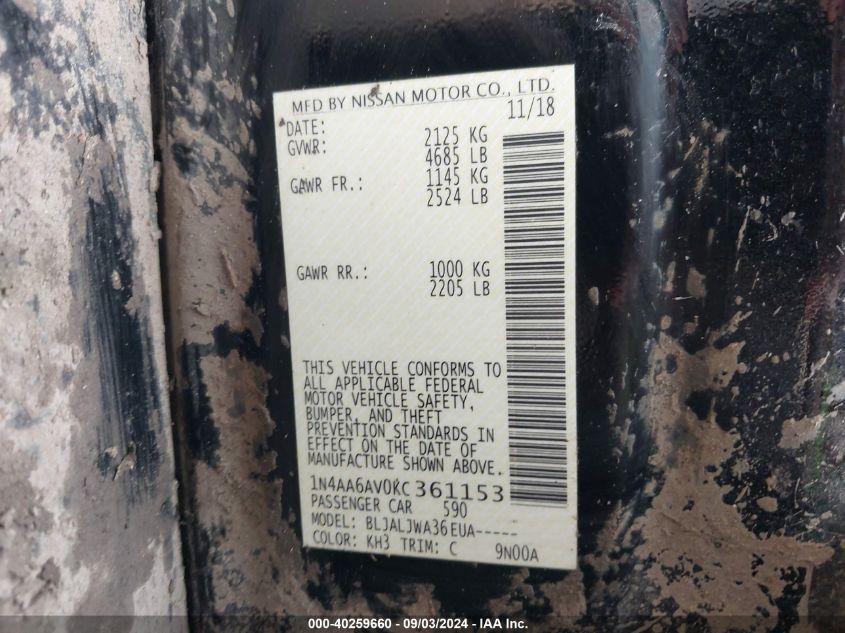 MFD BY NISSAN MOTOR CO., LTD.
DATE: 11/18
GVWR: 2125 KG
4685 LB
GAWR FR.: 1145 KG
2524 LB
GAWR RR.: 1000 KG
2205 LB
THIS VEHICLE CONFORMS TO
ALL APPLICABLE FEDERAL
MOTOR VEHICLE SAFETY,
BUMPER, AND THEFT
PREVENTION STANDARDS IN
EFFECT ON THE DATE OF
MANUFACTURE SHOWN ABOVE.
1N4AA6AV0KC361153
PASSENGER CAR 590
MODEL: BLJALJWA36EUA-----
COLOR: KH3 TRIM: C 9N00A
000-40259660 - 09/03/2024 - IAA Inc.